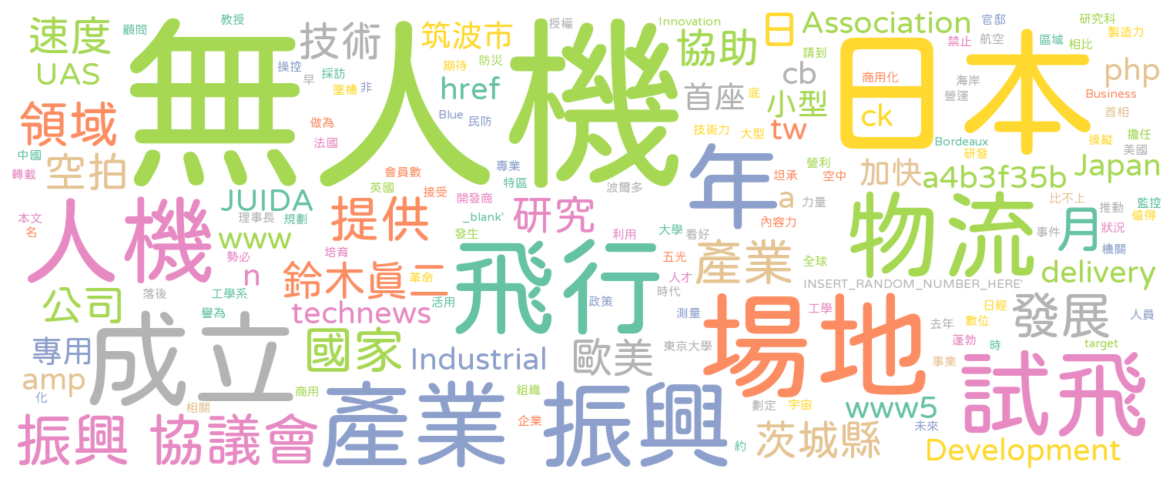 無人機
日本
速度
顧問
教授
技術
筑波市
授權
Innovation
協助
日
Association
官邸
研究科
製造力
UAS
操控
早
採訪
墜樓
非
期待
防災
href
Blue
民防
首座
cb
小型
商用化
ck
禁止
航空
區域
相比
海岸
營運
php
Business
首相
領域
中國
轉載
空拍
做為
法國
技術力
大型
底
請到
tw
Bordeaux
研發
操縱
擔任
美國
Japan
JUIDA
會員數
英國
接受
專業
特區
開發商
_blank'
波爾多
年
坦承
a
力量
內容力
營利
空中
加快
a4b3f35b
比不上
推動
監控
值得
本文
名
人機
理事長
規劃
提供
研究
發生
利用
大學
看好
物流
月
事件
狀況
機關
www
勢必
n
培育
鈴木眞二
革命
飛行
五光
人才
時代
產業
全球
INSERT_RANDOM_NUMBER_HERE'
delivery
公司
落後
工學系
譽為
technews
活用
政策
測量
場地
工學
去年
日經
數位
人員
發展
專用
成立
國家
Industrial
歐美
東京大學
事業
蓬勃
時
target
amp
化
相關
商用
組織
企業
產業
振興
約
劃定
宇宙
www5
未來
試飛
振興
協議會
茨城縣
Development